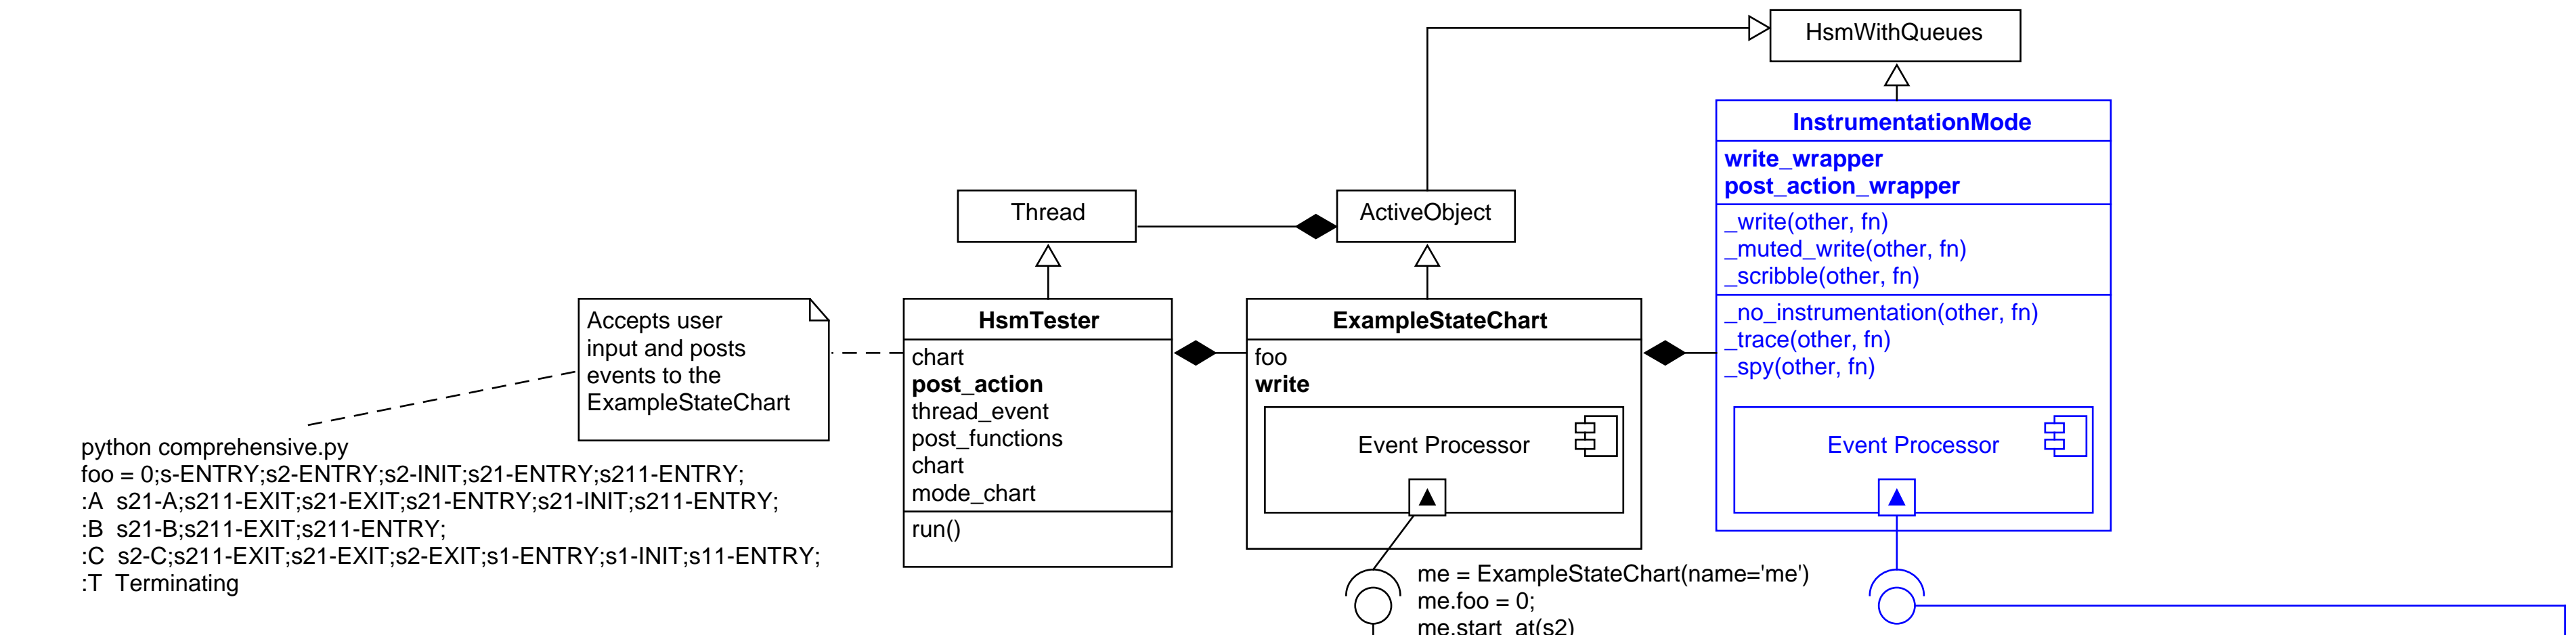 HsmWithQueues
InstrumentationMode
write_wrapper
post_action_wrapper
_write(other, fn)
_muted_write(other, fn)
_scribble(other, fn)
_no_instrumentation(other, fn)
_trace(other, fn)
_spy(other, fn)
Event Processor
Thread
ActiveObject
Accepts user
input and posts
events to the
ExampleStateChart
HsmTester
chart
post_action
thread_event
post_functions
chart
mode_chart
run()
ExampleStateChart
foo
write
Event Processor
python comprehensive.py
foo = 0;s-ENTRY;s2-ENTRY;s2-INIT;s21-ENTRY;s211-ENTRY;
:A  s21-A;s211-EXIT;s21-EXIT;s21-ENTRY;s21-INIT;s211-ENTRY;
:B  s21-B;s211-EXIT;s211-ENTRY;
:C  s2-C;s211-EXIT;s21-EXIT;s2-EXIT;s1-ENTRY;s1-INIT;s11-ENTRY;
:T  Terminating
me = ExampleStateChart(name='me')
me.foo = 0;
me.start_at(s2)